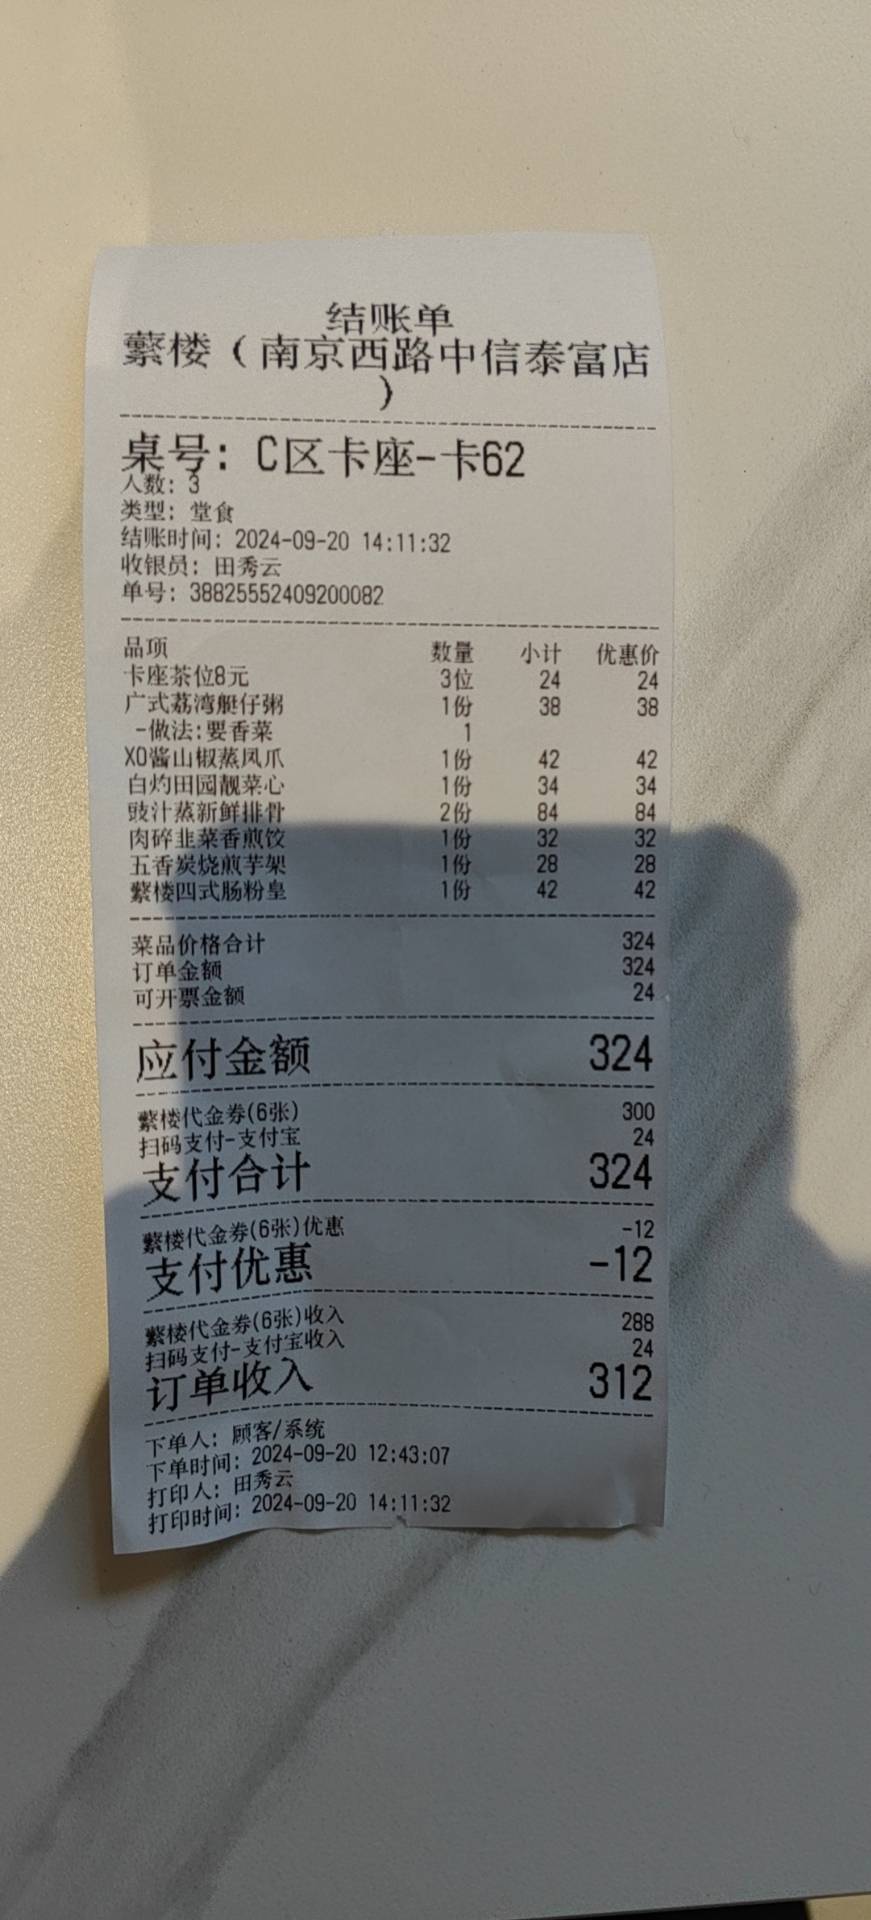 结账单
蘩楼（南京西路中信泰富店
）
桌号: C区卡座-卡62
人数: 3
类型: 堂食
结账时间: 2024-09-20 14:11:32
收银员: 田秀云
单号: 38825552409200082
品项 数量 小计 优惠价
卡座茶位8元 3位 24 24
广式荔湾艇仔粥 1份 38 38
-做法:要香菜 1
XO酱山椒蒸凤爪 1份 42 42
白灼田园靓菜心 1份 34 34
豉汁蒸新鲜排骨 2份 84 84
肉碎韭菜香煎饺 1份 32 32
五香炭烧煎芋架 1份 28 28
蘩楼四式肠粉皇 1份 42 42
菜品价格合计 324
订单金额 324
可开票金额 24
应付金额 324
蘩楼代金券(6张) 300
扫码支付-支付宝 24
支付合计 324
蘩楼代金券(6张)优惠 -12
支付优惠 -12
蘩楼代金券(6张)收入 288
扫码支付-支付宝收入 24
订单收入 312
下单人: 顾客/系统
下单时间: 2024-09-20 12:43:07
打印人: 田秀云
打印时间: 2024-09-20 14:11:32